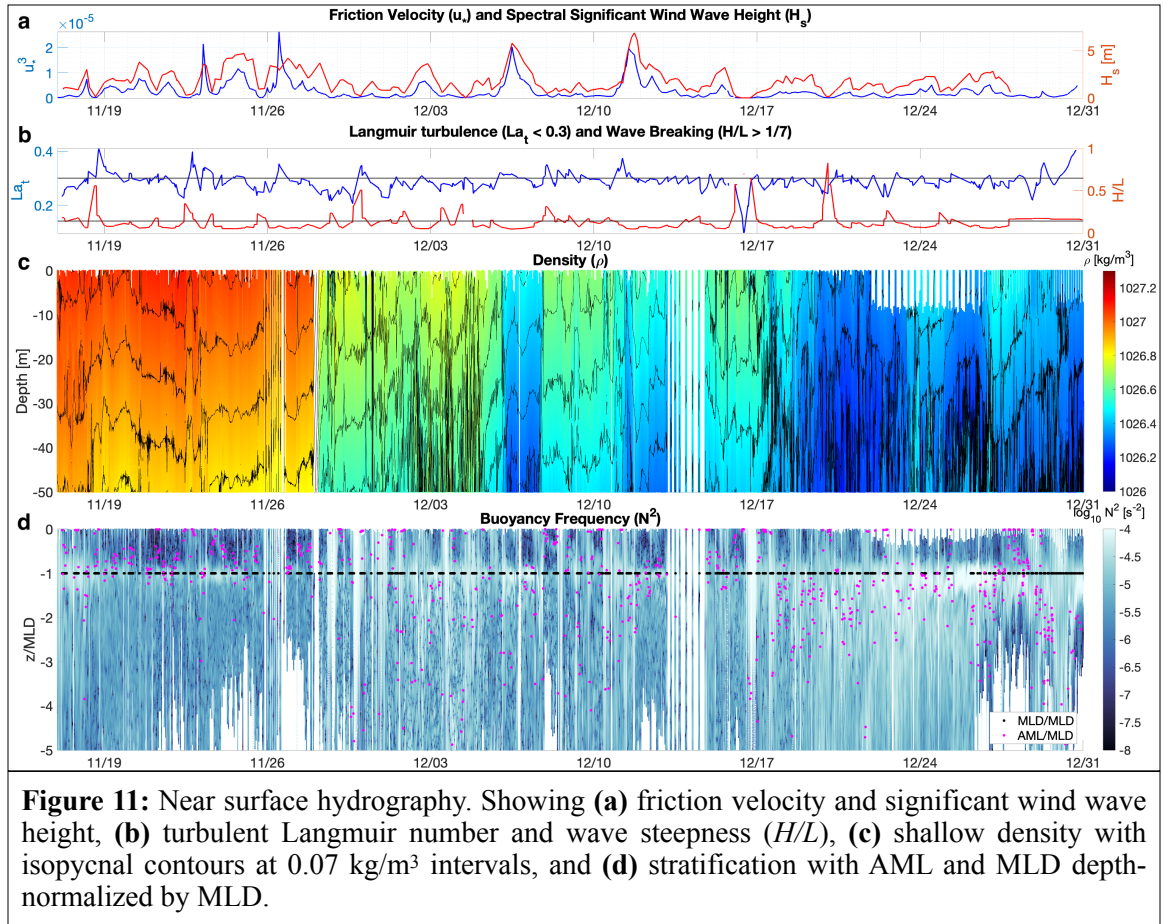 a
Friction Velocity (u*) and Spectral Significant Wind Wave Height (Hs)
×10-5
u*3
2
1
0
5
0
Hs [m]
11/19 11/26 12/03 12/10 12/17 12/24 12/31
b
Langmuir turbulence (Lat < 0.3) and Wave Breaking (H/L > 1/7)
Lat
0.4
0.2
1
0.5
0
H/L
11/19 11/26 12/03 12/10 12/17 12/24 12/31
c
Density (ρ)
ρ [kg/m3]
Depth [m]
0
-10
-20
-30
-40
-50
1027.2
1027
1026.8
1026.6
1026.4
1026.2
1026
11/19 11/26 12/03 12/10 12/17 12/24 12/31
d
Buoyancy Frequency (N2)
log10 N2 [s-2]
z/MLD
0
-1
-2
-3
-4
-5
-4
-4.5
-5
-5.5
-6
-6.5
-7
-7.5
-8
MLD/MLD
AML/MLD
11/19 11/26 12/03 12/10 12/17 12/24 12/31
Figure 11: Near surface hydrography. Showing (a) friction velocity and significant wind wave
height, (b) turbulent Langmuir number and wave steepness (H/L), (c) shallow density with
isopycnal contours at 0.07 kg/m3 intervals, and (d) stratification with AML and MLD depth-
normalized by MLD.